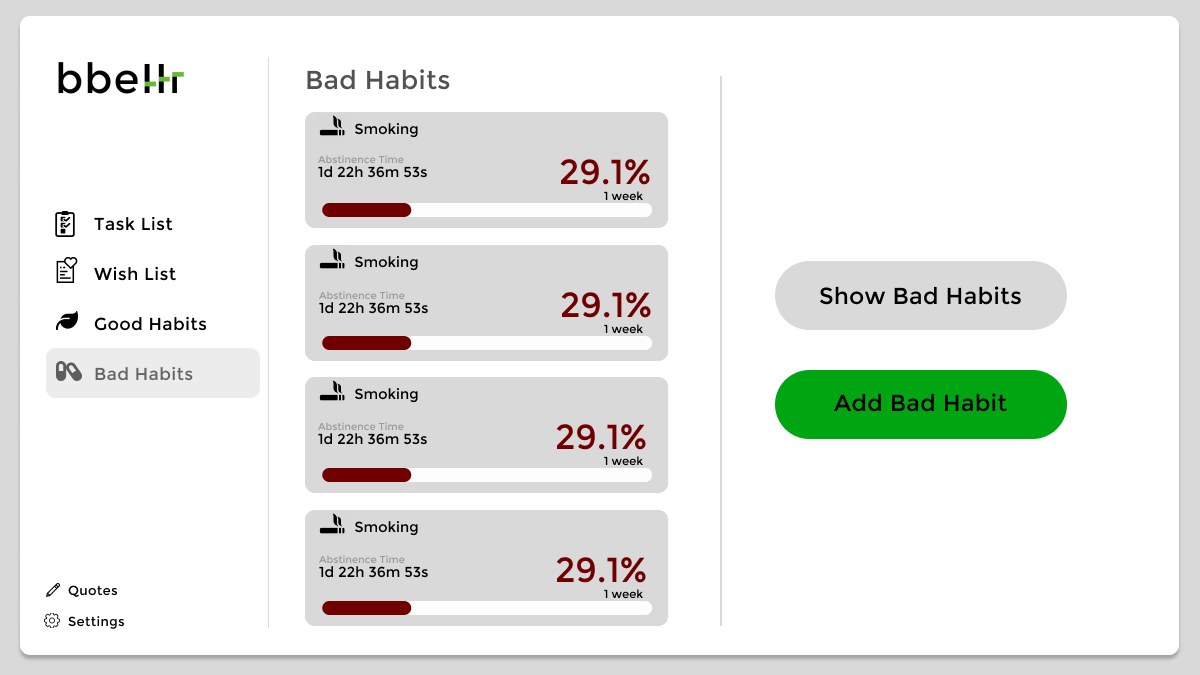 bbettr
Task List
Wish List
Good Habits
Bad Habits
Quotes
Settings
Bad Habits
Smoking
Abstinence Time
1d 22h 36m 53s
29.1%
1 week
Smoking
Abstinence Time
1d 22h 36m 53s
29.1%
1 week
Smoking
Abstinence Time
1d 22h 36m 53s
29.1%
1 week
Smoking
Abstinence Time
1d 22h 36m 53s
29.1%
1 week
Show Bad Habits
Add Bad Habit